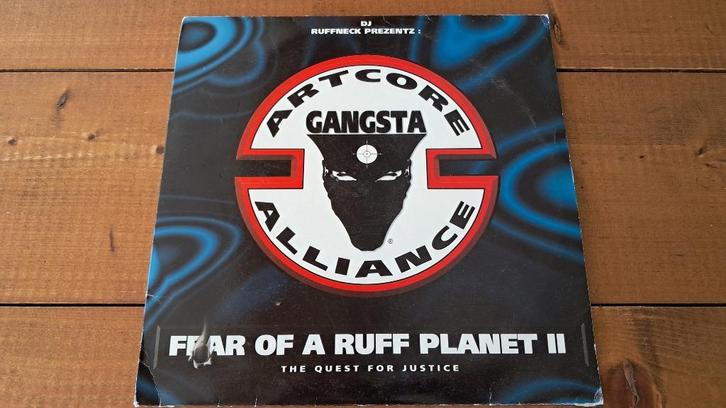 DJ
RUFFNECK PREZENTZ :
ARTCORE
GANGSTA
®
ALLIANCE
FEAR OF A RUFF PLANET II
THE QUEST FOR JUSTICE